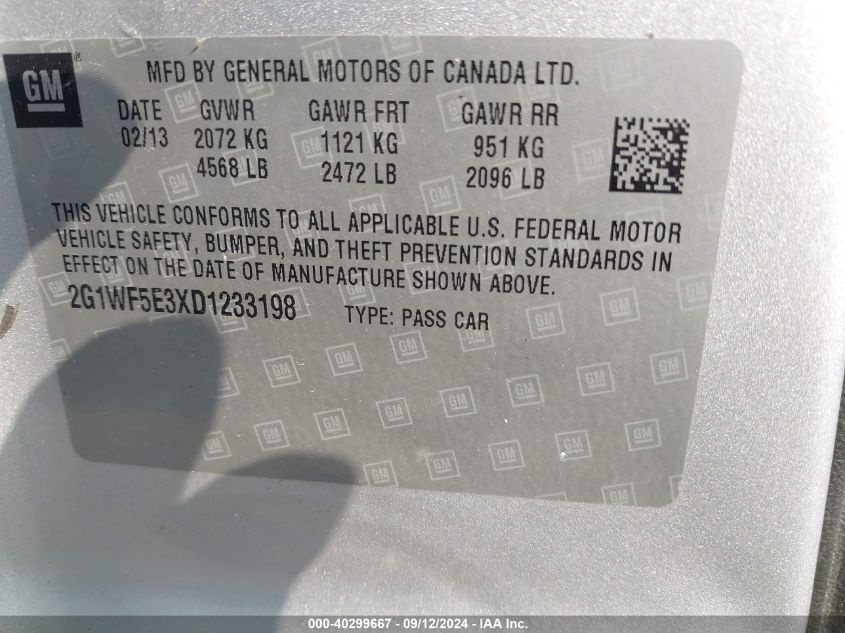 GM ®
MFD BY GENERAL MOTORS OF CANADA LTD.
DATE GVWR GAWR FRT GAWR RR
02/13 2072 KG 1121 KG 951 KG
4568 LB 2472 LB 2096 LB
THIS VEHICLE CONFORMS TO ALL APPLICABLE U.S. FEDERAL MOTOR
VEHICLE SAFETY, BUMPER, AND THEFT PREVENTION STANDARDS IN
EFFECT ON THE DATE OF MANUFACTURE SHOWN ABOVE.
2G1WF5E3XD1233198 TYPE: PASS CAR
000-40299667 - 09/12/2024 - IAA Inc.